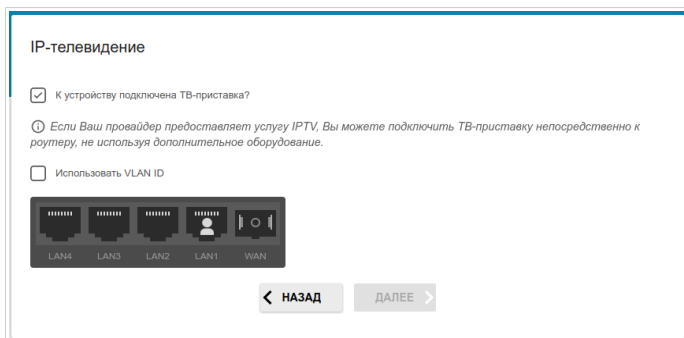 IP-телевидение
К устройству подключена ТВ-приставка?
Если Ваш провайдер предоставляет услугу IPTV, Вы можете подключить ТВ-приставку непосредственно к
роутеру, не используя дополнительное оборудование.
Использовать VLAN ID
LAN4 LAN3 LAN2 LAN1 WAN
НАЗАД ДАЛЕЕ